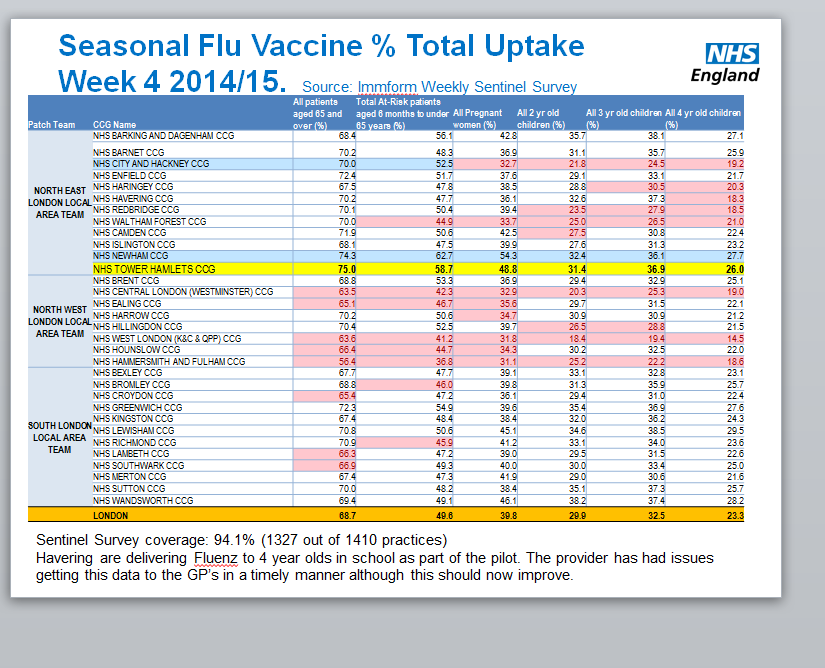 Seasonal Flu Vaccine % Total Uptake
Week 4 2014/15. Source: Immform Weekly Sentinel Survey
NHS
England
Patch Team CCG Name All patients aged 65 and over (%) Total At-Risk patients aged 6 months to under 65 years (%) All Pregnant women (%) All 2 yr old children (%) All 3 yr old children (%) All 4 yr old children (%)
NORTH EAST LONDON LOCAL AREA TEAM
NHS BARKING AND DAGENHAM CCG 68.4 56.1 42.8 35.7 38.1 27.1
NHS BARNET CCG 70.2 48.3 36.9 31.1 35.7 25.9
NHS CITY AND HACKNEY CCG 70.0 52.5 32.7 21.8 24.5 19.2
NHS ENFIELD CCG 72.4 51.7 37.6 29.1 33.1 21.7
NHS HARINGEY CCG 67.5 47.8 38.5 28.8 30.5 20.3
NHS HAVERING CCG 70.2 47.7 36.1 32.6 37.3 18.3
NHS REDBRIDGE CCG 70.1 50.4 39.4 23.5 27.9 18.5
NHS WALTHAM FOREST CCG 70.0 44.9 33.7 25.0 26.5 21.0
NHS CAMDEN CCG 71.9 50.6 42.5 27.5 30.8 22.4
NHS ISLINGTON CCG 68.1 47.5 39.9 27.6 31.3 23.2
NHS NEWHAM CCG 74.3 62.7 54.3 32.4 36.1 27.7
NHS TOWER HAMLETS CCG 75.0 58.7 48.8 31.4 36.9 26.0
NORTH WEST LONDON LOCAL AREA TEAM
NHS BRENT CCG 68.8 53.3 36.9 29.4 32.9 25.1
NHS CENTRAL LONDON (WESTMINSTER) CCG 63.5 42.3 32.9 20.3 25.3 19.0
NHS EALING CCG 65.1 46.7 35.6 29.7 31.5 22.1
NHS HARROW CCG 70.2 50.6 34.7 30.9 30.9 21.2
NHS HILLINGDON CCG 70.4 52.5 39.7 26.5 28.8 21.5
NHS WEST LONDON (K&C & QPP) CCG 63.6 41.2 31.8 18.4 19.4 14.5
NHS HOUNSLOW CCG 66.4 44.7 34.3 30.2 32.5 22.0
NHS HAMMERSMITH AND FULHAM CCG 56.4 36.8 31.1 25.2 22.2 18.6
SOUTH LONDON LOCAL AREA TEAM
NHS BEXLEY CCG 67.7 47.7 39.1 33.1 32.8 23.1
NHS BROMLEY CCG 68.8 46.0 39.8 31.3 35.9 25.7
NHS CROYDON CCG 65.4 47.2 36.1 29.4 31.0 22.4
NHS GREENWICH CCG 72.3 54.9 39.6 35.4 36.9 27.6
NHS KINGSTON CCG 67.4 48.4 38.4 32.0 36.2 24.3
NHS LEWISHAM CCG 70.8 50.6 45.1 34.6 38.5 29.5
NHS RICHMOND CCG 70.9 45.9 41.2 33.1 34.0 23.6
NHS LAMBETH CCG 66.3 47.2 39.0 29.5 31.5 22.6
NHS SOUTHWARK CCG 66.9 49.3 40.0 30.0 33.4 25.0
NHS MERTON CCG 67.4 47.3 41.9 29.0 30.6 21.6
NHS SUTTON CCG 70.0 48.2 38.4 35.1 37.3 25.7
NHS WANDSWORTH CCG 69.4 49.1 46.1 38.2 37.4 28.2
LONDON 68.7 49.6 39.8 29.9 32.5 23.3
Sentinel Survey coverage: 94.1% (1327 out of 1410 practices)
Havering are delivering Fluenz to 4 year olds in school as part of the pilot. The provider has had issues
getting this data to the GP's in a timely manner although this should now improve.